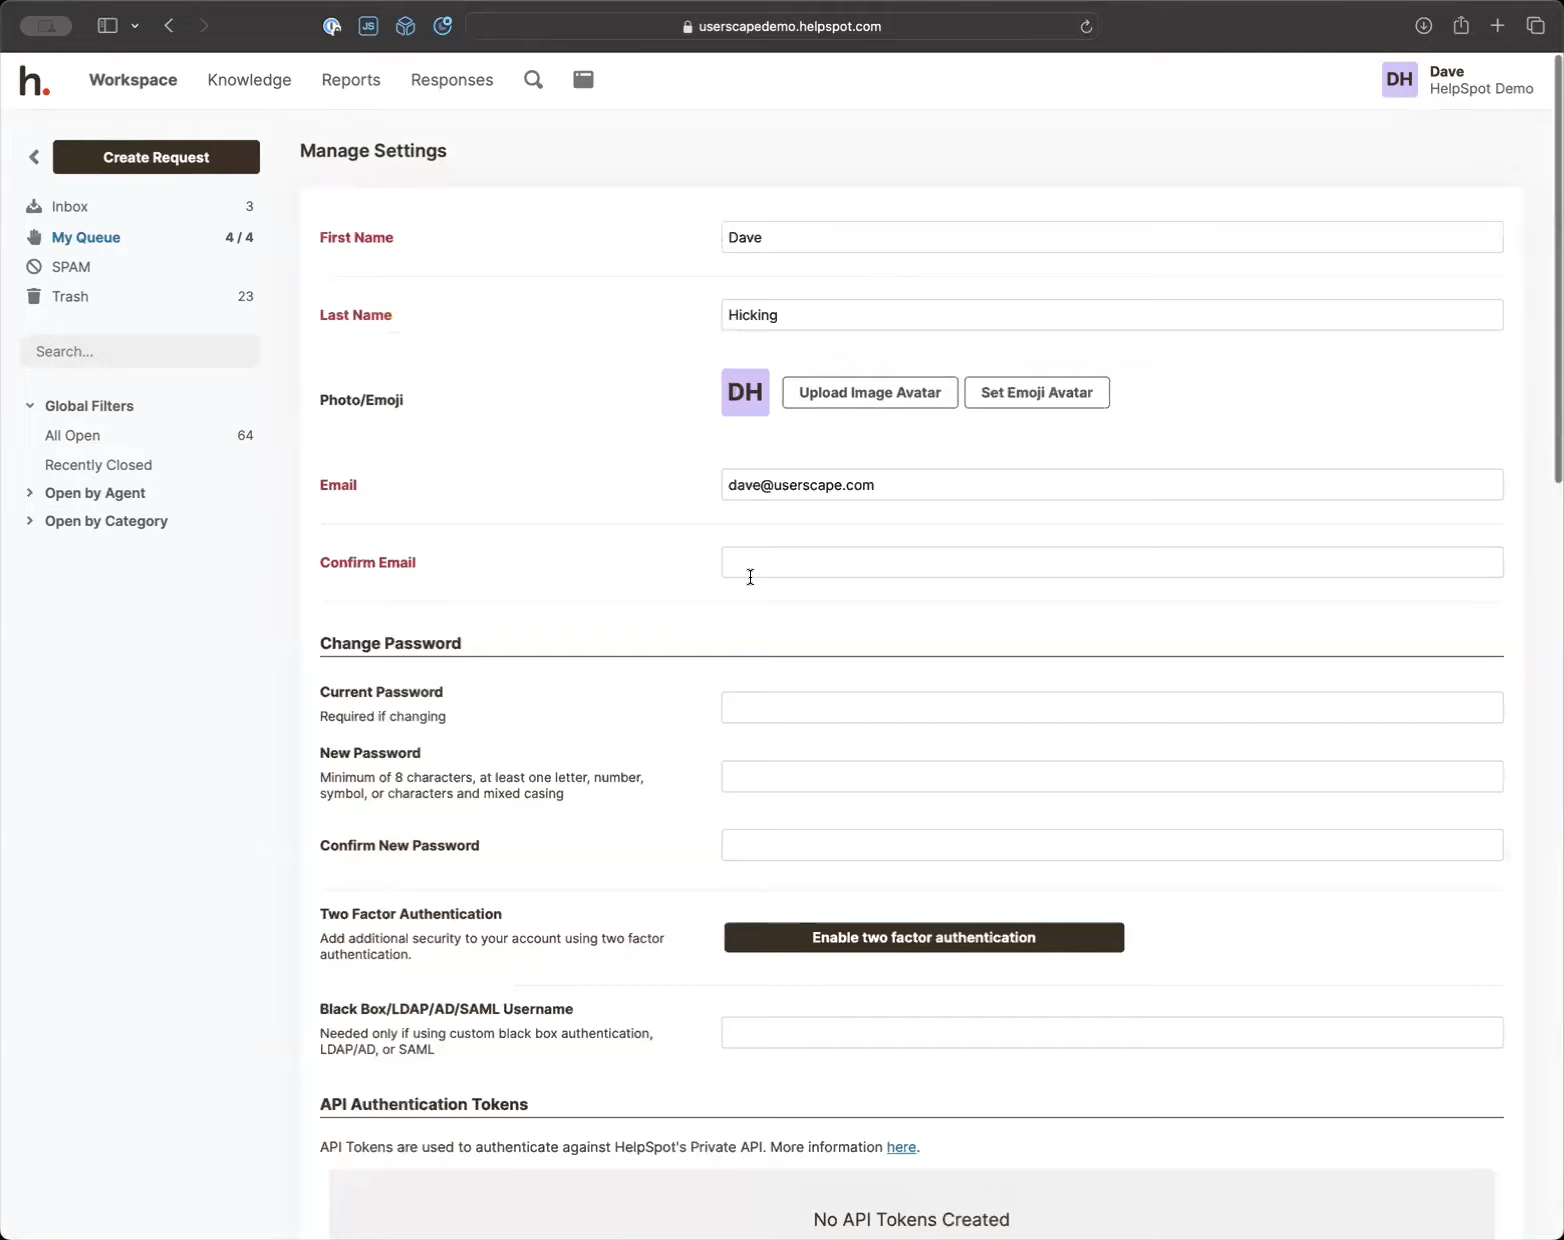 JS
userscapedemo.helpspot.com
h.
Workspace
Knowledge
Reports
Responses
DH
Dave
HelpSpot Demo
Create Request
Inbox 3
My Queue 4 / 4
SPAM
Trash 23
Search...
Global Filters
All Open 64
Recently Closed
Open by Agent
Open by Category
Manage Settings
First Name
Dave
Last Name
Hicking
Photo/Emoji
DH
Upload Image Avatar
Set Emoji Avatar
Email
dave@userscape.com
Confirm Email
Change Password
Current Password
Required if changing
New Password
Minimum of 8 characters, at least one letter, number,
symbol, or characters and mixed casing
Confirm New Password
Two Factor Authentication
Add additional security to your account using two factor
authentication.
Enable two factor authentication
Black Box/LDAP/AD/SAML Username
Needed only if using custom black box authentication,
LDAP/AD, or SAML
API Authentication Tokens
API Tokens are used to authenticate against HelpSpot's Private API. More information here.
No API Tokens Created